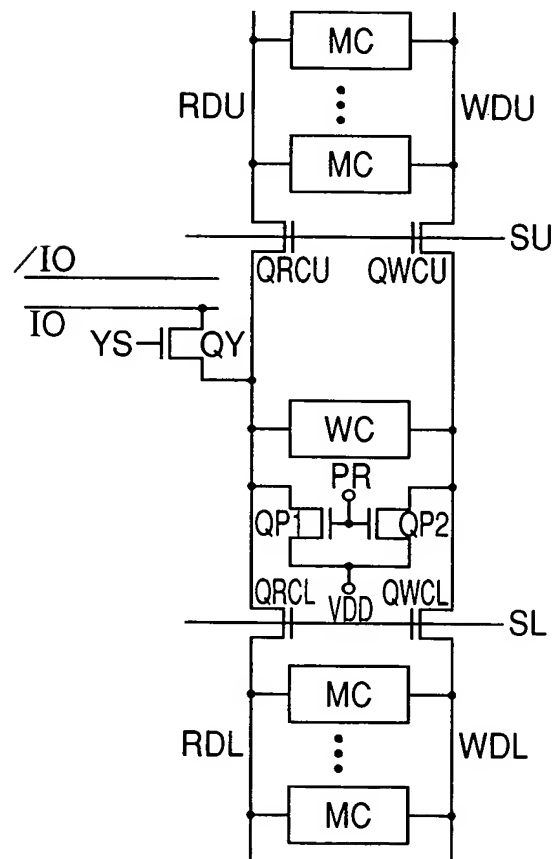 MC
RDU
WDU
MC
SU
QRCU
QWCU
/IO
IO
YS
QY
WC
PR
QP1
QP2
QRCL
VDD
QWCL
SL
MC
RDL
WDL
MC